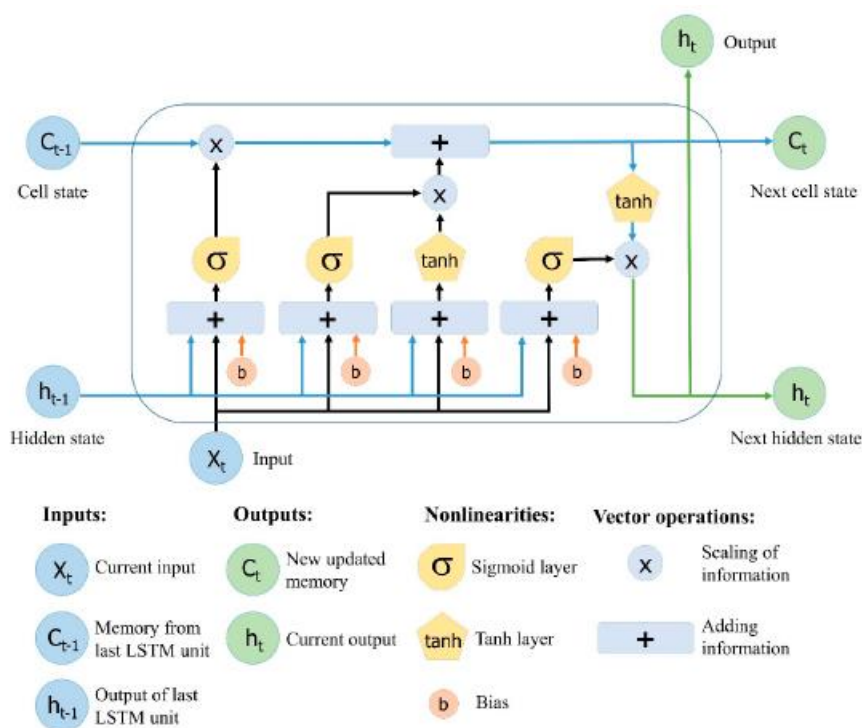 hₜ Output
Cₜ₋₁ x + Cₜ
Cell state Next cell state
x tanh
σ σ tanh σ x
+ + + +
b b b b
hₜ₋₁ hₜ
Hidden state Next hidden state
Xₜ Input
Inputs: Outputs: Nonlinearities: Vector operations:
Xₜ Current input
Cₜ₋₁ Memory from
last LSTM unit
hₜ₋₁ Output of last
LSTM unit
Cₜ New updated
memory
hₜ Current output
σ Sigmoid layer
tanh Tanh layer
b Bias
x Scaling of
information
+ Adding
information